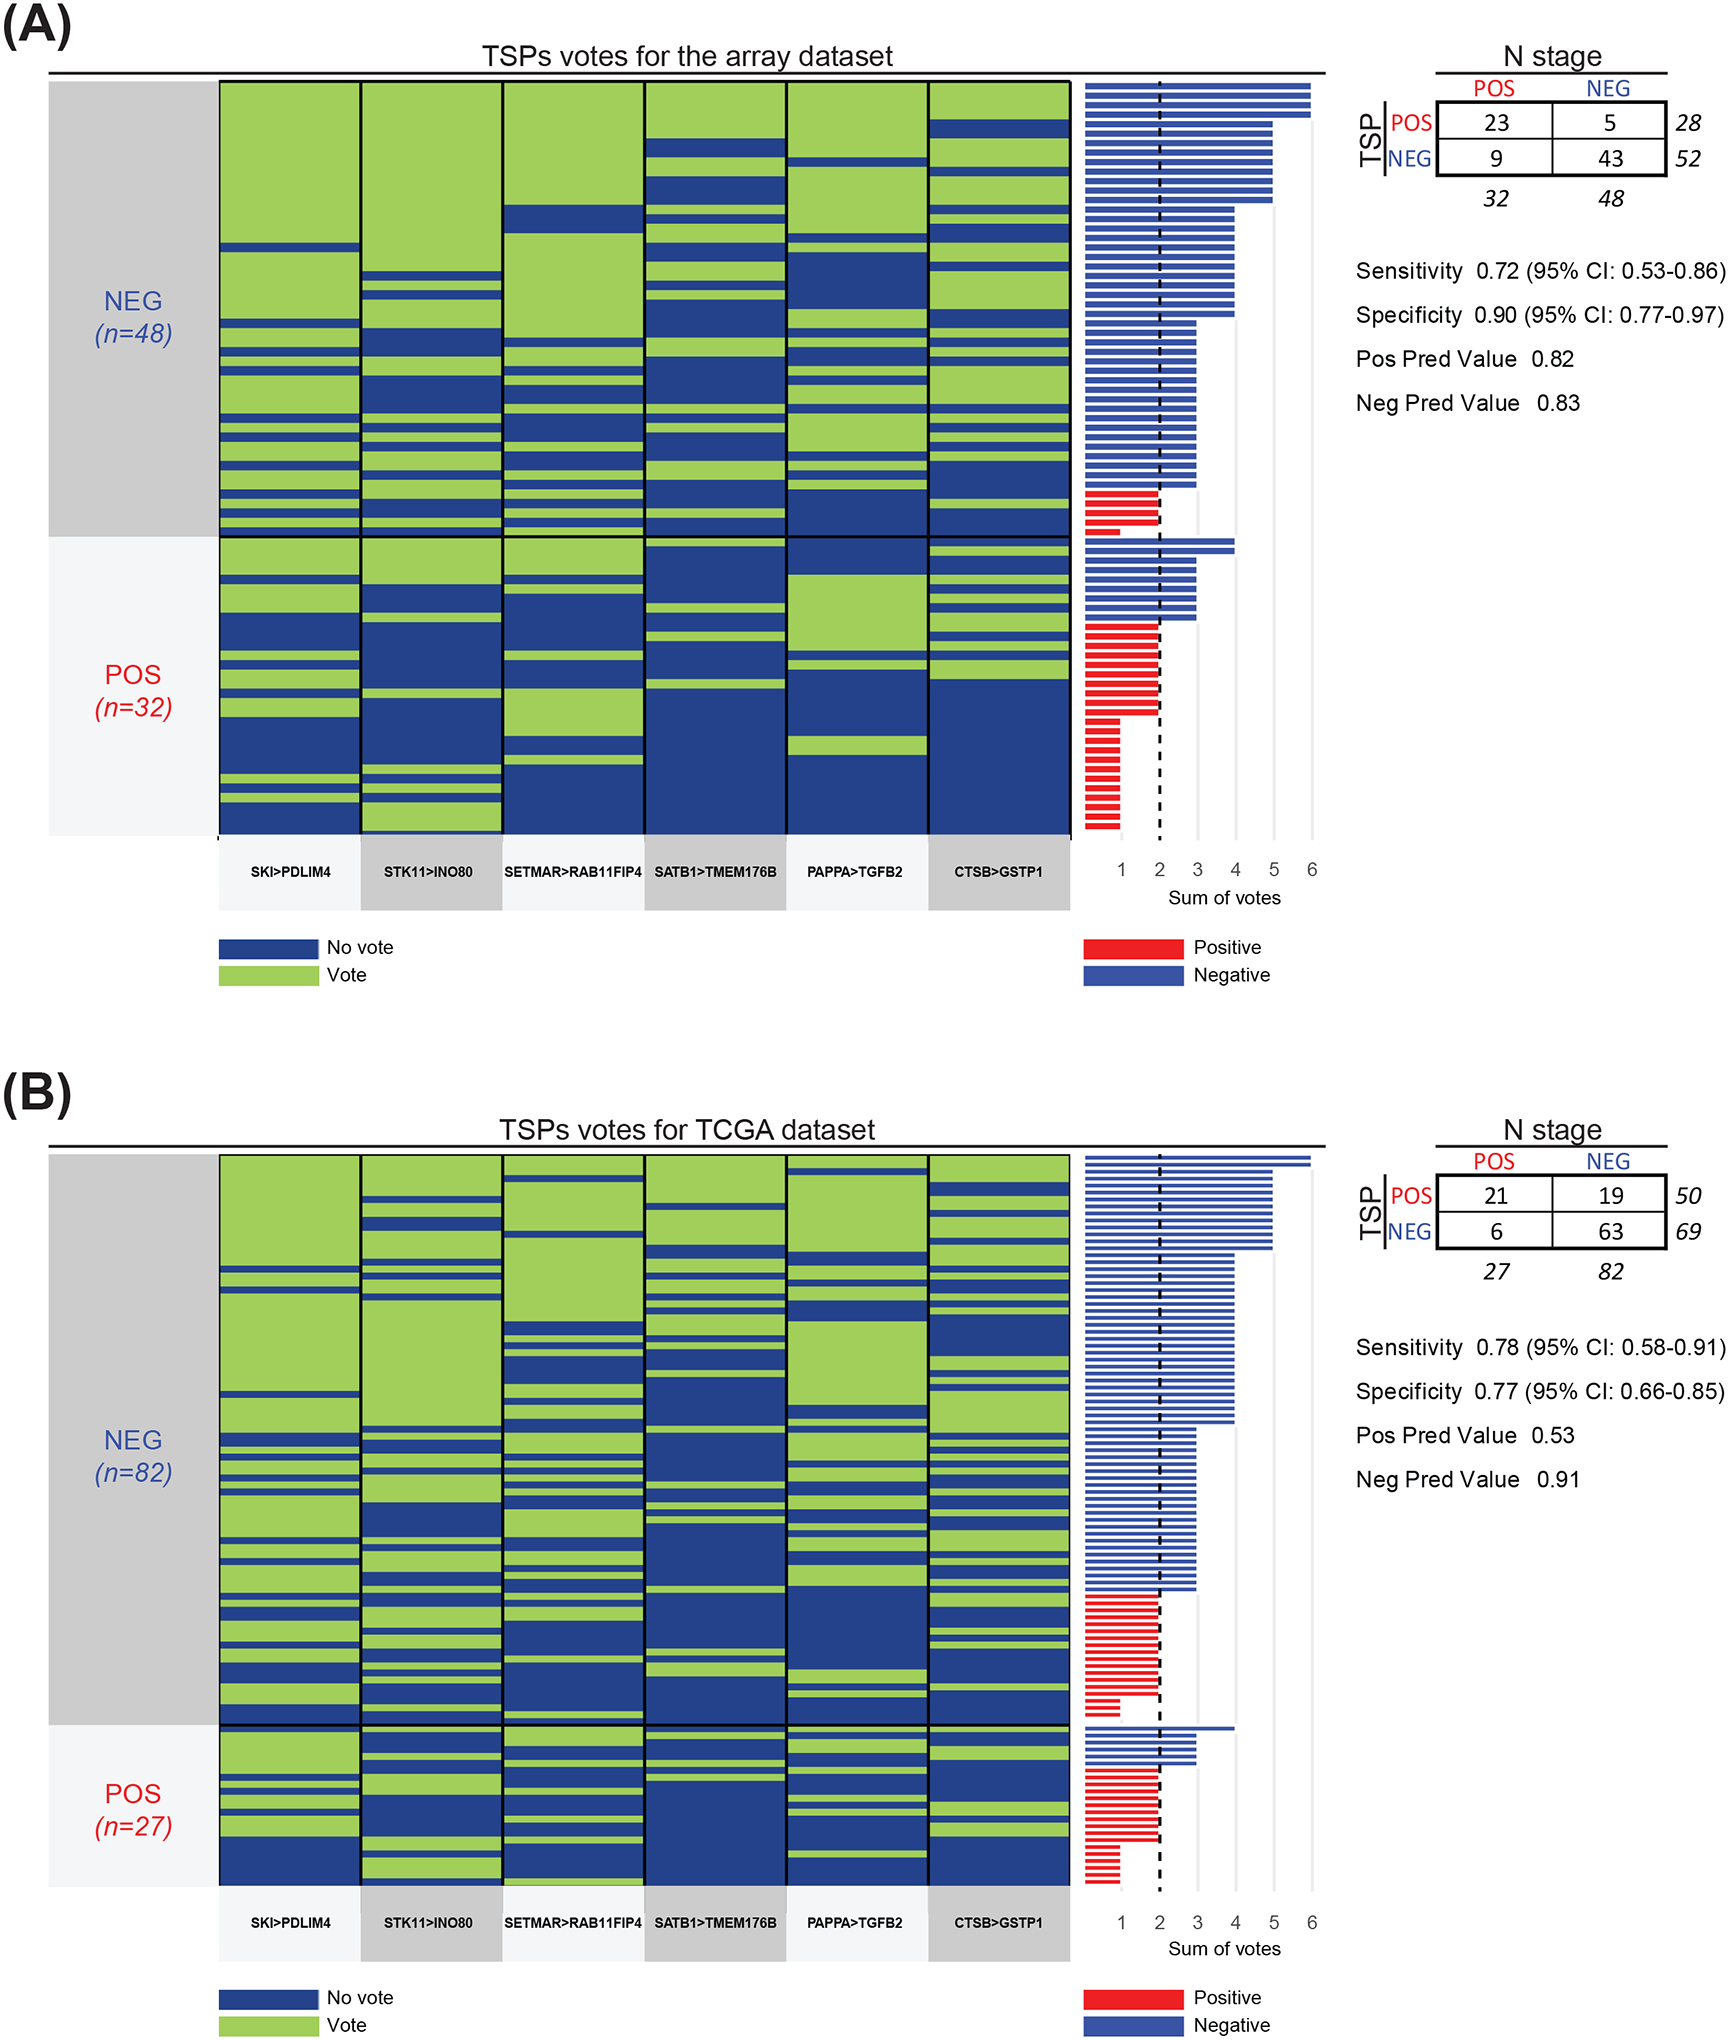 (A)
TSPs votes for the array dataset
N stage
POS NEG
TSP
POS 23 5 28
NEG 9 43 52
32 48
Sensitivity 0.72 (95% CI: 0.53-0.86)
Specificity 0.90 (95% CI: 0.77-0.97)
Pos Pred Value 0.82
Neg Pred Value 0.83
NEG
(n=48)
POS
(n=32)
SKI>PDLIM4 STK11>INO80 SETMAR>RAB11FIP4 SATB1>TMEM176B PAPPA>TGFB2 CTSB>GSTP1
1 2 3 4 5 6
Sum of votes
No vote
Vote
Positive
Negative
(B)
TSPs votes for TCGA dataset
N stage
POS NEG
TSP
POS 21 19 50
NEG 6 63 69
27 82
Sensitivity 0.78 (95% CI: 0.58-0.91)
Specificity 0.77 (95% CI: 0.66-0.85)
Pos Pred Value 0.53
Neg Pred Value 0.91
NEG
(n=82)
POS
(n=27)
SKI>PDLIM4 STK11>INO80 SETMAR>RAB11FIP4 SATB1>TMEM176B PAPPA>TGFB2 CTSB>GSTP1
1 2 3 4 5 6
Sum of votes
No vote
Vote
Positive
Negative